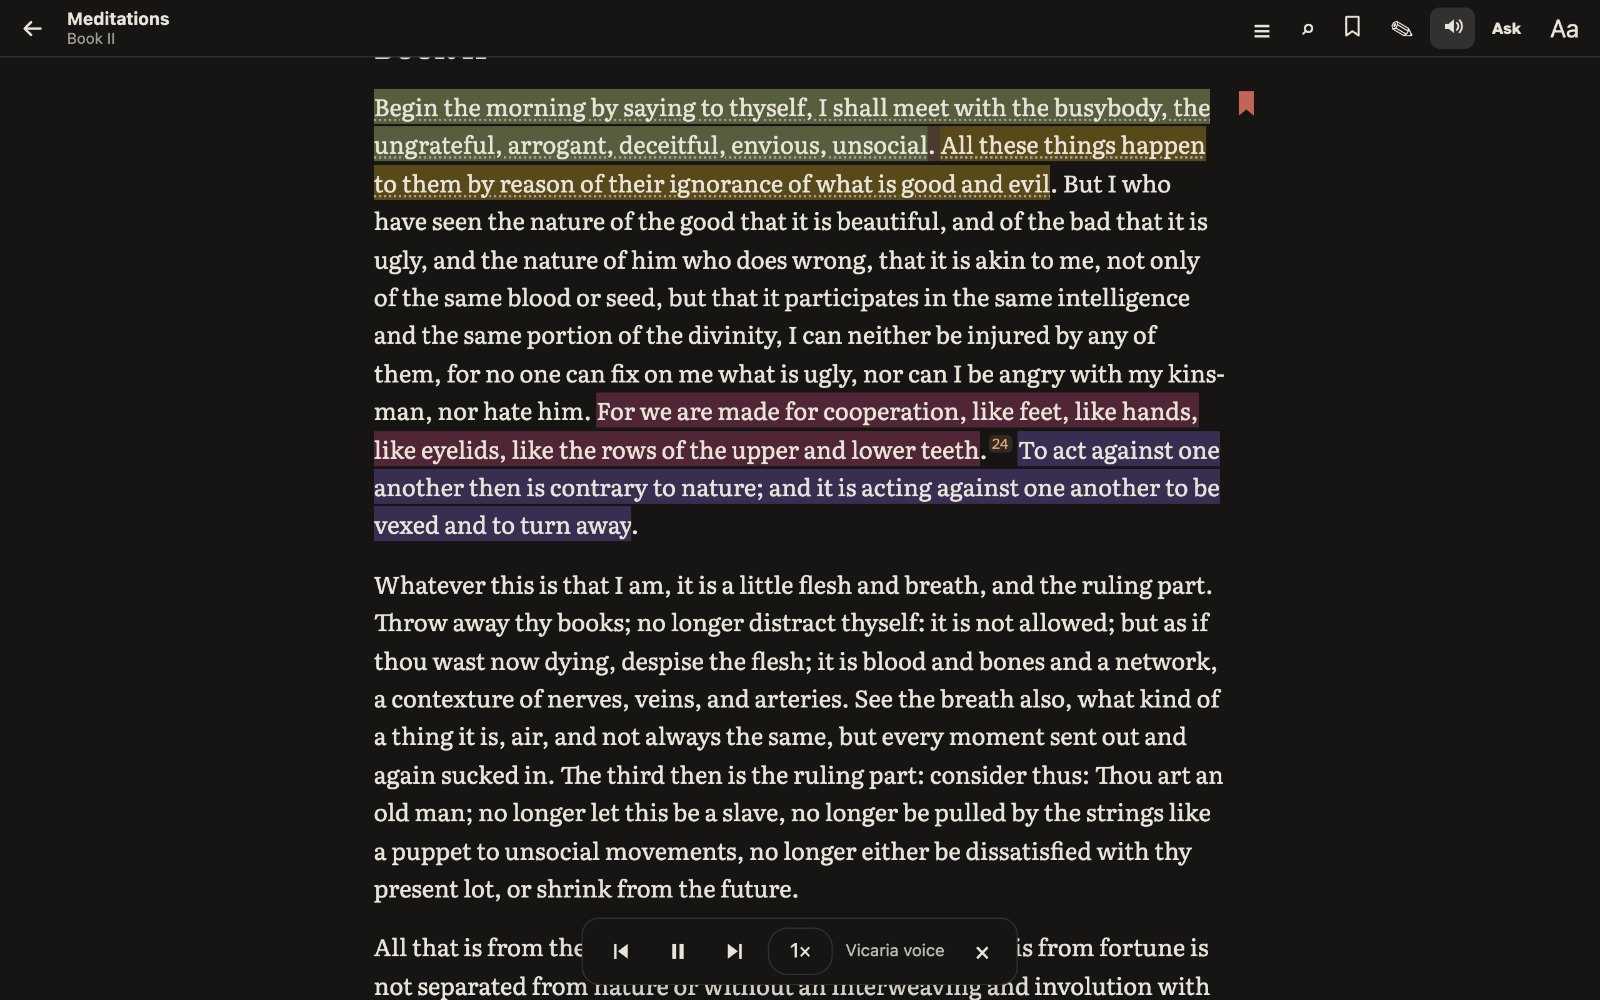 Meditations
Book II
Ask
Aa
Book II
Begin the morning by saying to thyself, I shall meet with the busybody, the
ungrateful, arrogant, deceitful, envious, unsocial. All these things happen
to them by reason of their ignorance of what is good and evil. But I who
have seen the nature of the good that it is beautiful, and of the bad that it is
ugly, and the nature of him who does wrong, that it is akin to me, not only
of the same blood or seed, but that it participates in the same intelligence
and the same portion of the divinity, I can neither be injured by any of
them, for no one can fix on me what is ugly, nor can I be angry with my kins-
man, nor hate him. For we are made for cooperation, like feet, like hands,
like eyelids, like the rows of the upper and lower teeth. 24 To act against one
another then is contrary to nature; and it is acting against one another to be
vexed and to turn away.
Whatever this is that I am, it is a little flesh and breath, and the ruling part.
Throw away thy books; no longer distract thyself: it is not allowed; but as if
thou wast now dying, despise the flesh; it is blood and bones and a network,
a contexture of nerves, veins, and arteries. See the breath also, what kind of
a thing it is, air, and not always the same, but every moment sent out and
again sucked in. The third then is the ruling part: consider thus: Thou art an
old man; no longer let this be a slave, no longer be pulled by the strings like
a puppet to unsocial movements, no longer either be dissatisfied with thy
present lot, or shrink from the future.
All that is from the is from fortune is
not separated from nature or without an interweaving and involution with
1×
Vicaria voice